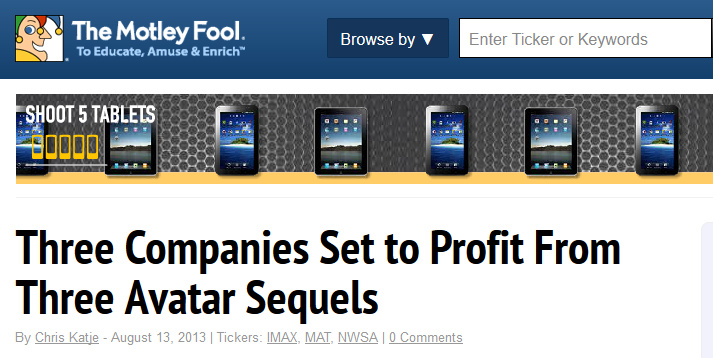 The Motley Fool.
To Educate, Amuse & Enrich™
Browse by ▼
Enter Ticker or Keywords
SHOOT 5 TABLETS
Three Companies Set to Profit From
Three Avatar Sequels
By Chris Katje - August 13, 2013 | Tickers: IMAX, MAT, NWSA | 0 Comments